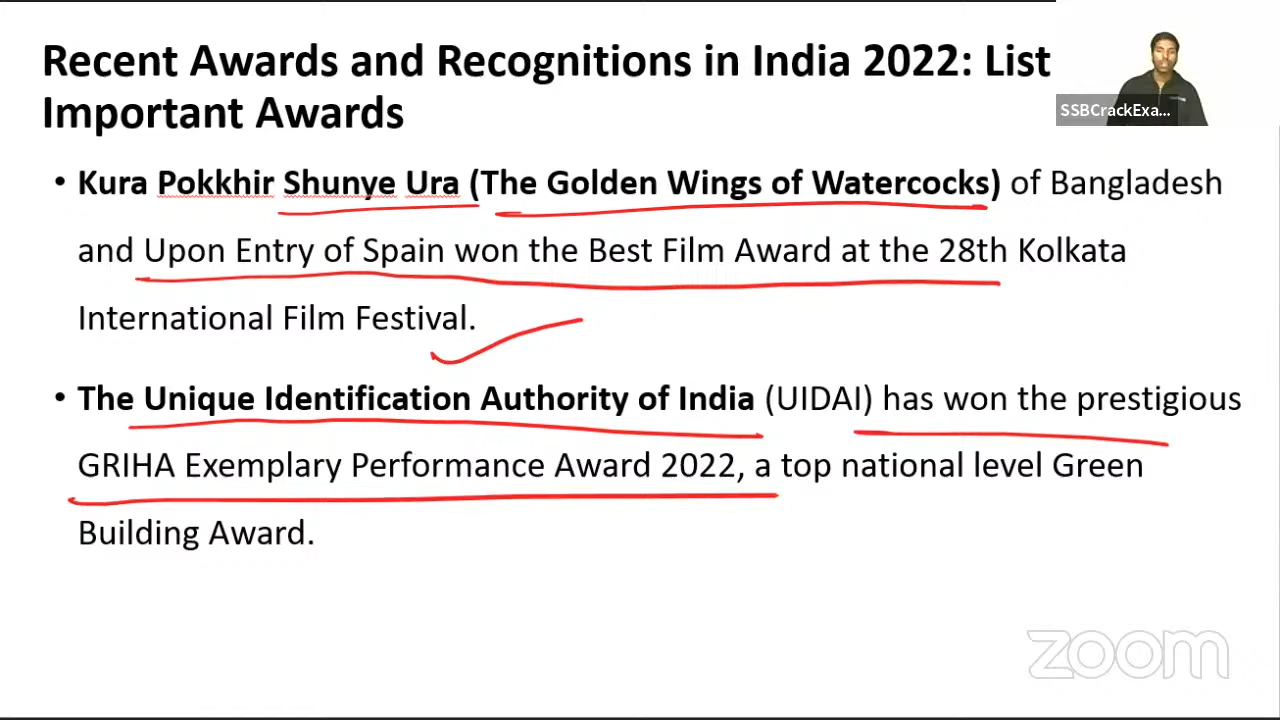 Recent Awards and Recognitions in India 2022: List
Important Awards
SSBCrackExa...
• Kura Pokkhir Shunye Ura (The Golden Wings of Watercocks) of Bangladesh
and Upon Entry of Spain won the Best Film Award at the 28th Kolkata
International Film Festival.
• The Unique Identification Authority of India (UIDAI) has won the prestigious
GRIHA Exemplary Performance Award 2022, a top national level Green
Building Award.
zoom